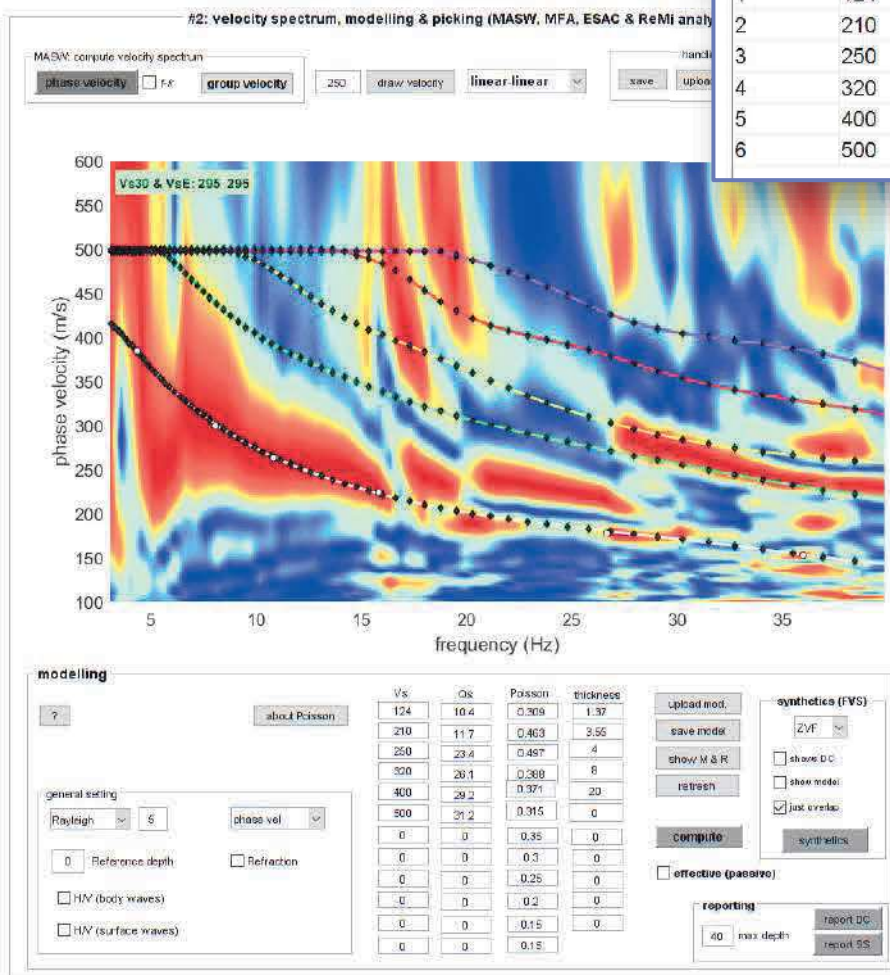 #2: velocity spectrum, modelling & picking (MASW, MFA, ESAC & ReMi analy
MASW: compute velocity spectrum
phase velocity
group velocity
250
draw velocity
linear-linear
save
2 210
3 250
4 320
5 400
6 500
Vs30 & VsE: 295 295
600
550
500
450
400
350
300
250
200
150
100
phase velocity (m/s)
5 10 15 20 25 30 35
frequency (Hz)
modelling
?
about Poisson
Vs Qs Poisson thickness
124 10.4 0.309 1.37
210 11.7 0.463 3.55
250 23.4 0.497 4
320 26.1 0.388 8
400 29.2 0.371 20
500 31.2 0.315 0
0 0 0.35 0
0 0 0.3 0
0 0 0.25 0
0 0 0.2 0
0 0 0.15 0
0 0 0.15
general setting
Rayleigh 5 phase vel
0 Reference depth Refraction
H/V (body waves)
H/V (surface waves)
upload mod.
save model
show M & R
refresh
compute
effective (passive)
synthetics (FVS)
ZVF
shows DC
show model
just overlap
synthetics
reporting
40 max depth
report DC
report SS